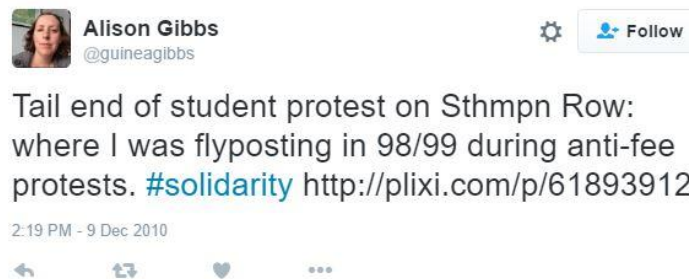 Alison Gibbs
@guineagibbs
Follow
Tail end of student protest on Sthmpn Row:
where I was flyposting in 98/99 during anti-fee
protests. #solidarity http://plixi.com/p/61893912
2:19 PM - 9 Dec 2010